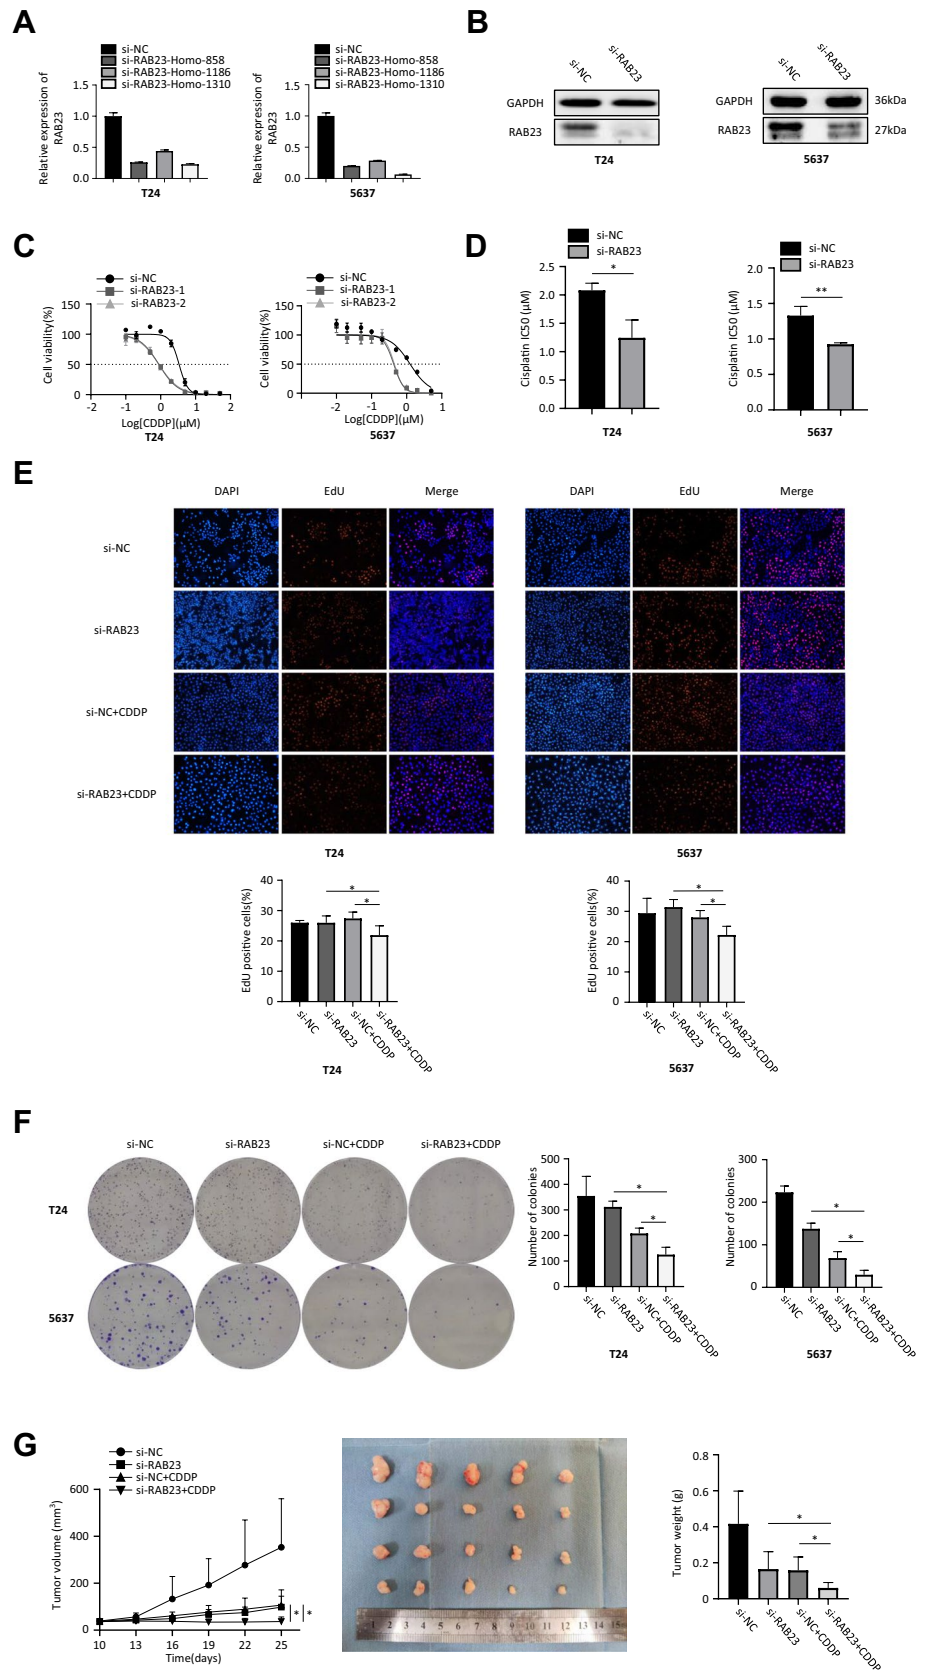 A
si-NC
si-RAB23-Homo-858
si-RAB23-Homo-1186
si-RAB23-Homo-1310
Relative expression of
RAB23
1.5
1.0
0.5
0.0
T24
si-NC
si-RAB23-Homo-858
si-RAB23-Homo-1186
si-RAB23-Homo-1310
Relative expression of
RAB23
1.5
1.0
0.5
0.0
5637
B
si-NC
si-RAB23
GAPDH
RAB23
T24
si-NC
si-RAB23
GAPDH
36kDa
RAB23
27kDa
5637
C
si-NC
si-RAB23-1
si-RAB23-2
Cell viability(%)
150
100
50
0
-2 -1 0 1 2
Log[CDDP](μM)
T24
si-NC
si-RAB23-1
si-RAB23-2
Cell viability(%)
150
100
50
0
-2 -1 0 1
Log[CDDP](μM)
5637
D
si-NC
si-RAB23
Cisplatin IC50 (μM)
2.5
2.0
1.5
1.0
0.5
0.0
*
T24
si-NC
si-RAB23
Cisplatin IC50 (μM)
2.0
1.5
1.0
0.5
0.0
**
5637
E
DAPI EdU Merge
DAPI EdU Merge
si-NC
si-RAB23
si-NC+CDDP
si-RAB23+CDDP
T24
5637
EdU positive cells(%)
40
30
20
10
0
*
*
si-NC
si-RAB23
si-NC+CDDP
si-RAB23+CDDP
T24
EdU positive cells(%)
40
30
20
10
0
*
*
si-NC
si-RAB23
si-NC+CDDP
si-RAB23+CDDP
5637
F
si-NC si-RAB23 si-NC+CDDP si-RAB23+CDDP
T24
5637
Number of colonies
500
400
300
200
100
0
*
*
si-NC
si-RAB23
si-NC+CDDP
si-RAB23+CDDP
T24
Number of colonies
300
200
100
0
*
*
si-NC
si-RAB23
si-NC+CDDP
si-RAB23+CDDP
5637
G
si-NC
si-RAB23
si-NC+CDDP
si-RAB23+CDDP
Tumor volume (mm³)
600
400
200
0
* *
10 13 16 19 22 25
Time(days)
1 2 3 4 5 6 7 8 9 10 11 12 13 14 15
Tumor weight (g)
0.8
0.6
0.4
0.2
0
*
*
si-NC
si-RAB23
si-NC+CDDP
si-RAB23+CDDP